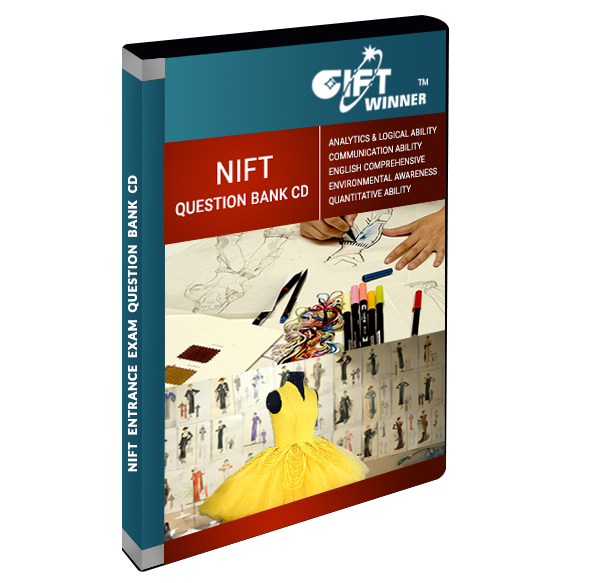 GIFT
WINNER
TM
NIFT
QUESTION BANK CD
ANALYTICS & LOGICAL ABILITY
COMMUNICATION ABILITY
ENGLISH COMPREHENSIVE
ENVIRONMENTAL AWARENESS
QUANTITATIVE ABILITY
NIFT ENTRANCE EXAM QUESTION BANK CD